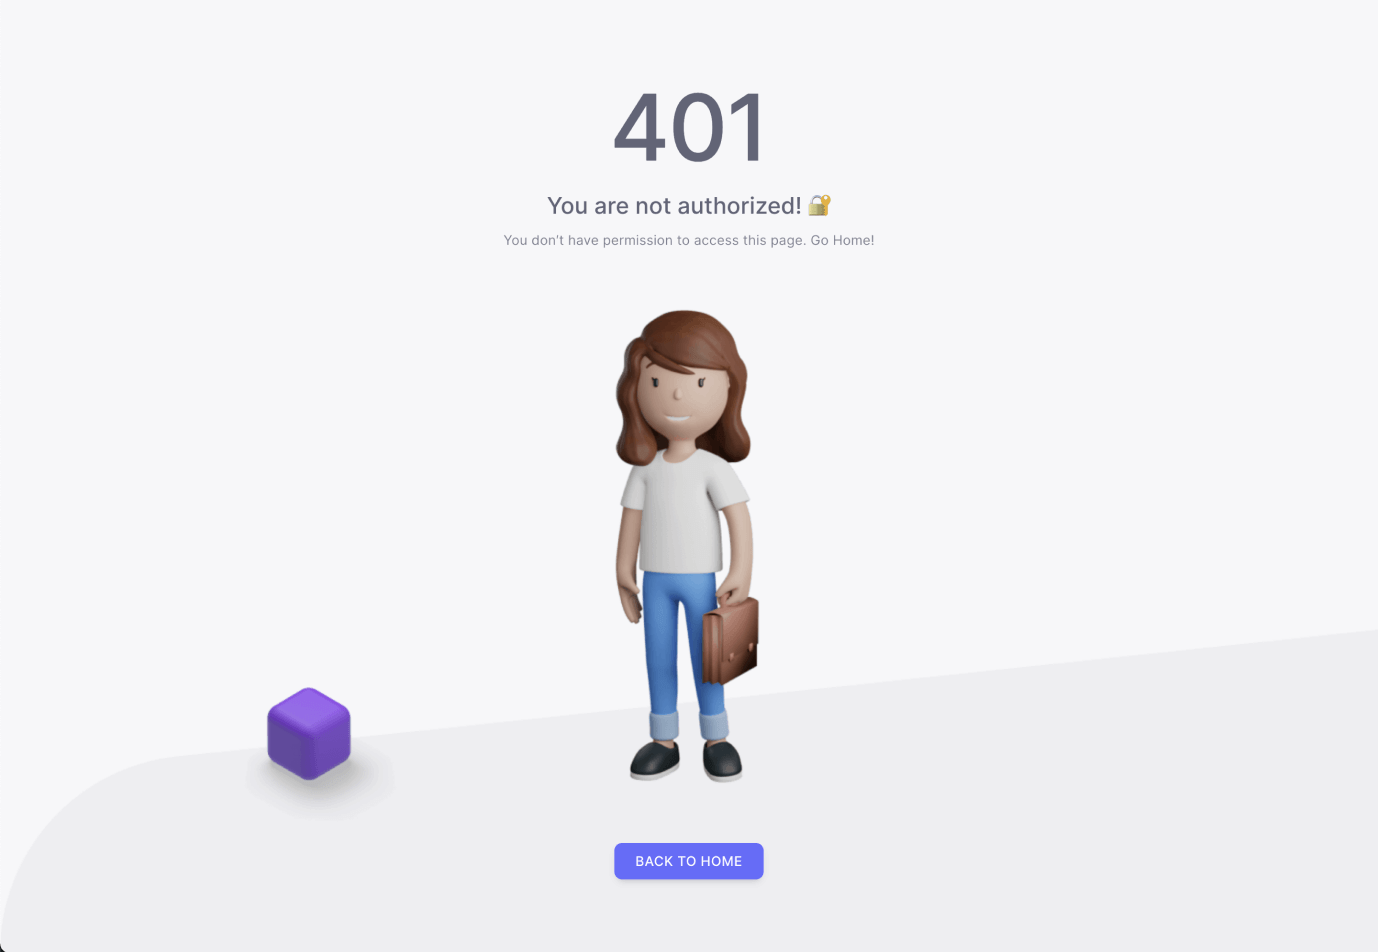 401
You are not authorized! 🔐
You don't have permission to access this page. Go Home!
BACK TO HOME